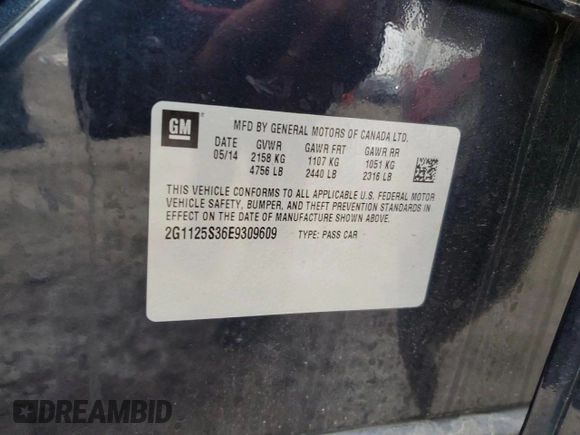 GM
MFD BY GENERAL MOTORS OF CANADA LTD.
DATE GVWR GAWR FRT GAWR RR
05/14 2158 KG 1107 KG 1051 KG
4756 LB 2440 LB 2316 LB
THIS VEHICLE CONFORMS TO ALL APPLICABLE U.S. FEDERAL MOTOR
VEHICLE SAFETY, BUMPER, AND THEFT PREVENTION STANDARDS IN
EFFECT ON THE DATE OF MANUFACTURE SHOWN ABOVE.
2G1125S36E9309609 TYPE: PASS CAR
DREAMBID